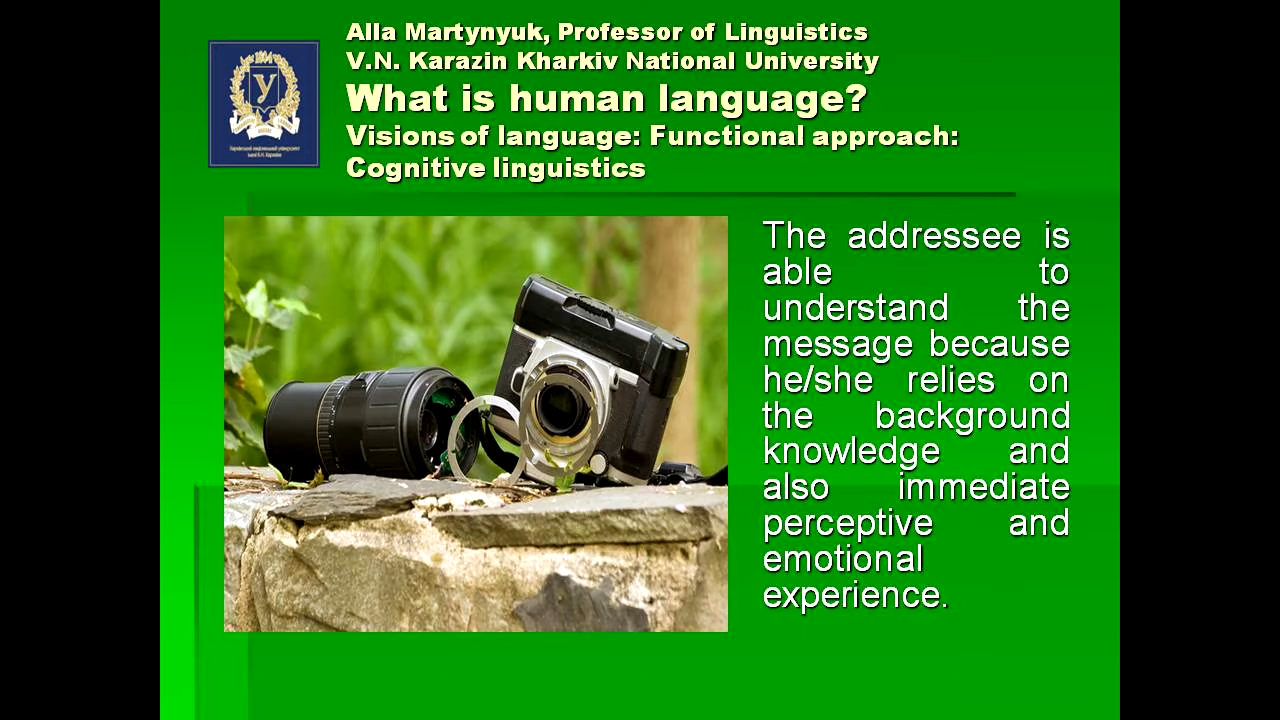 Alla Martynyuk, Professor of Linguistics
V.N. Karazin Kharkiv National University
What is human language?
Visions of language: Functional approach:
Cognitive linguistics
1804
У
The addressee is
able to
understand the
message because
he/she relies on
the background
knowledge and
also immediate
perceptive and
emotional
experience.